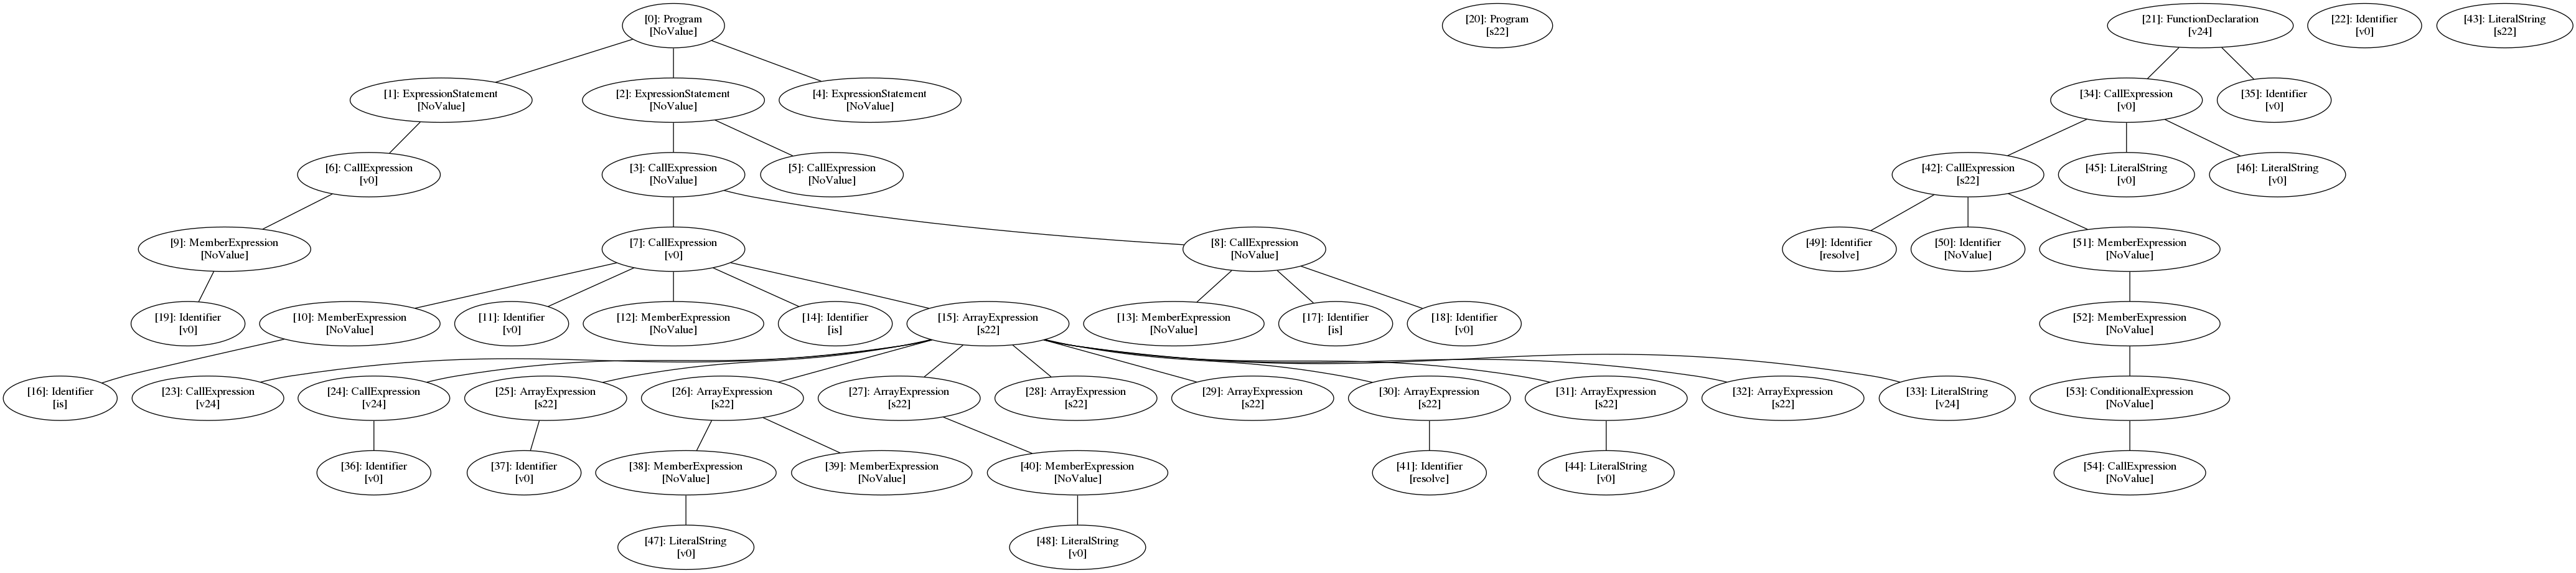 [0]: Program
[NoValue]
[20]: Program
[s22]
[21]: FunctionDeclaration
[v24]
[22]: Identifier
[v0]
[43]: LiteralString
[s22]
[1]: ExpressionStatement
[NoValue]
[2]: ExpressionStatement
[NoValue]
[4]: ExpressionStatement
[NoValue]
[34]: CallExpression
[v0]
[35]: Identifier
[v0]
[6]: CallExpression
[v0]
[3]: CallExpression
[NoValue]
[5]: CallExpression
[NoValue]
[42]: CallExpression
[s22]
[45]: LiteralString
[v0]
[46]: LiteralString
[v0]
[9]: MemberExpression
[NoValue]
[7]: CallExpression
[v0]
[8]: CallExpression
[NoValue]
[49]: Identifier
[resolve]
[50]: Identifier
[NoValue]
[51]: MemberExpression
[NoValue]
[19]: Identifier
[v0]
[10]: MemberExpression
[NoValue]
[11]: Identifier
[v0]
[12]: MemberExpression
[NoValue]
[14]: Identifier
[is]
[15]: ArrayExpression
[s22]
[13]: MemberExpression
[NoValue]
[17]: Identifier
[is]
[18]: Identifier
[v0]
[52]: MemberExpression
[NoValue]
[16]: Identifier
[is]
[23]: CallExpression
[v24]
[24]: CallExpression
[v24]
[25]: ArrayExpression
[s22]
[26]: ArrayExpression
[s22]
[27]: ArrayExpression
[s22]
[28]: ArrayExpression
[s22]
[29]: ArrayExpression
[s22]
[30]: ArrayExpression
[s22]
[31]: ArrayExpression
[s22]
[32]: ArrayExpression
[s22]
[33]: LiteralString
[v24]
[53]: ConditionalExpression
[NoValue]
[36]: Identifier
[v0]
[37]: Identifier
[v0]
[38]: MemberExpression
[NoValue]
[39]: MemberExpression
[NoValue]
[40]: MemberExpression
[NoValue]
[41]: Identifier
[resolve]
[44]: LiteralString
[v0]
[54]: CallExpression
[NoValue]
[47]: LiteralString
[v0]
[48]: LiteralString
[v0]